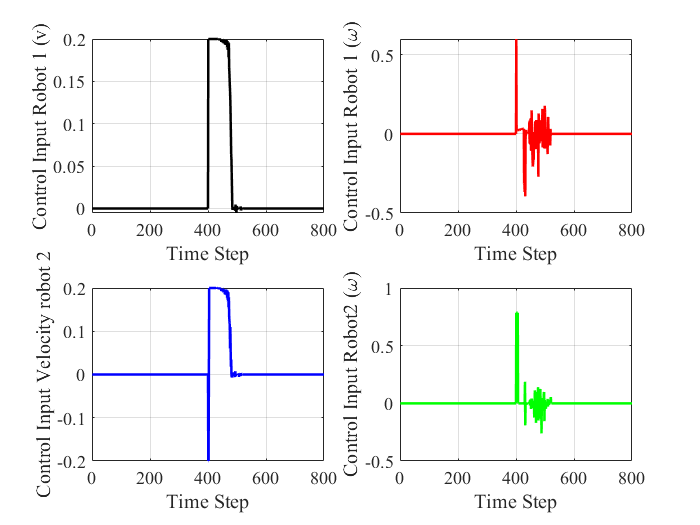 Control Input Robot 1 (v)
0.2
0.15
0.1
0.05
0
0 200 400 600 800
Time Step
Control Input Robot 1 (ω)
0.5
0
-0.5
0 200 400 600 800
Time Step
Control Input Velocity robot 2
0.2
0.1
0
-0.1
-0.2
0 200 400 600 800
Time Step
Control Input Robot2 (ω)
1
0.5
0
-0.5
0 200 400 600 800
Time Step